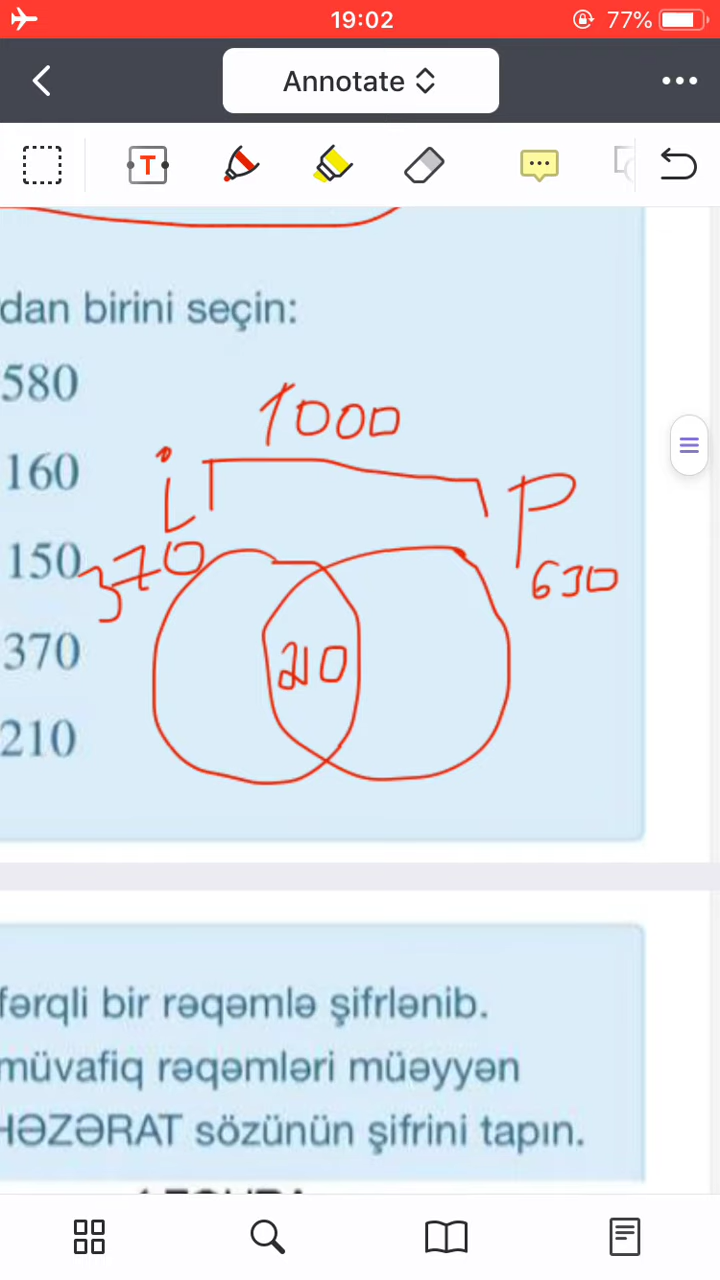 19:02
77%
Annotate
T
dan birini seçin:
580
1000
160
i
P
150
370
630
370
210
210
fərqli bir rəqəmlə şifrlənib.
müvafiq rəqəmləri müəyyən
HƏZƏRAT sözünün şifrini tapın.